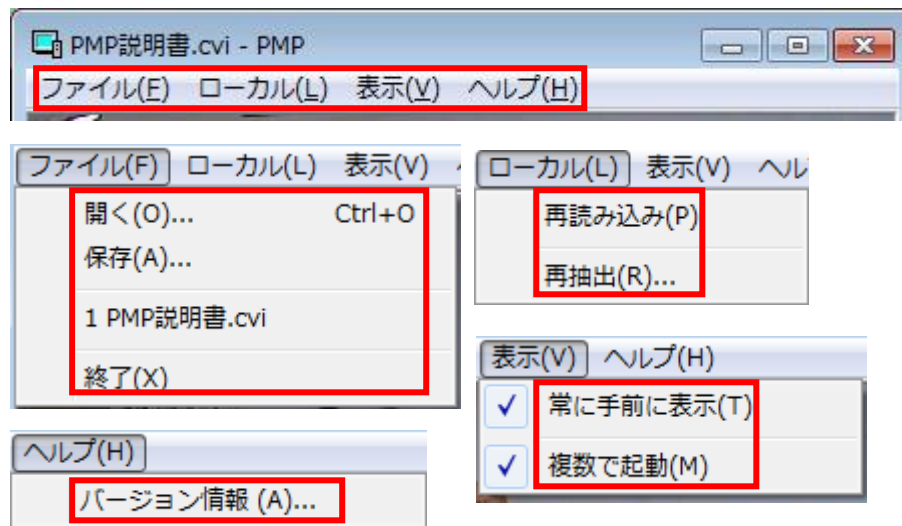 PMP説明書.cvi - PMP
ファイル(F) ローカル(L) 表示(V) ヘルプ(H)
ファイル(F) ローカル(L) 表示(V)
開く(O)... Ctrl+O
保存(A)...
1 PMP説明書.cvi
終了(X)
ローカル(L) 表示(V) ヘル
再読み込み(P)
再抽出(R)...
表示(V) ヘルプ(H)
常に手前に表示(T)
複数で起動(M)
ヘルプ(H)
バージョン情報 (A)...